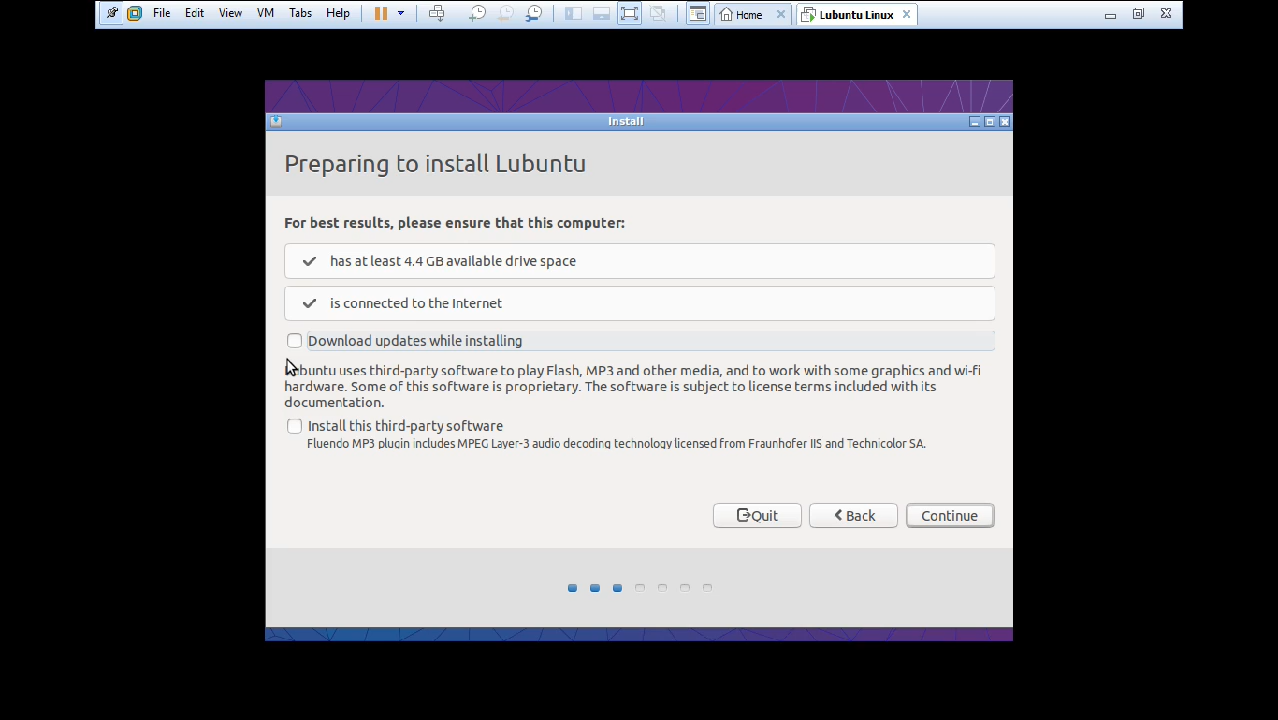 File Edit View VM Tabs Help Home Lubuntu Linux
Install
Preparing to install Lubuntu
For best results, please ensure that this computer:
has at least 4.4 GB available drive space
is connected to the Internet
Download updates while installing
Lubuntu uses third-party software to play Flash, MP3 and other media, and to work with some graphics and wi-fi
hardware. Some of this software is proprietary. The software is subject to license terms included with its
documentation.
Install this third-party software
Fluendo MP3 plugin includes MPEG Layer-3 audio decoding technology licensed from Fraunhofer IIS and Technicolor SA.
Quit Back Continue